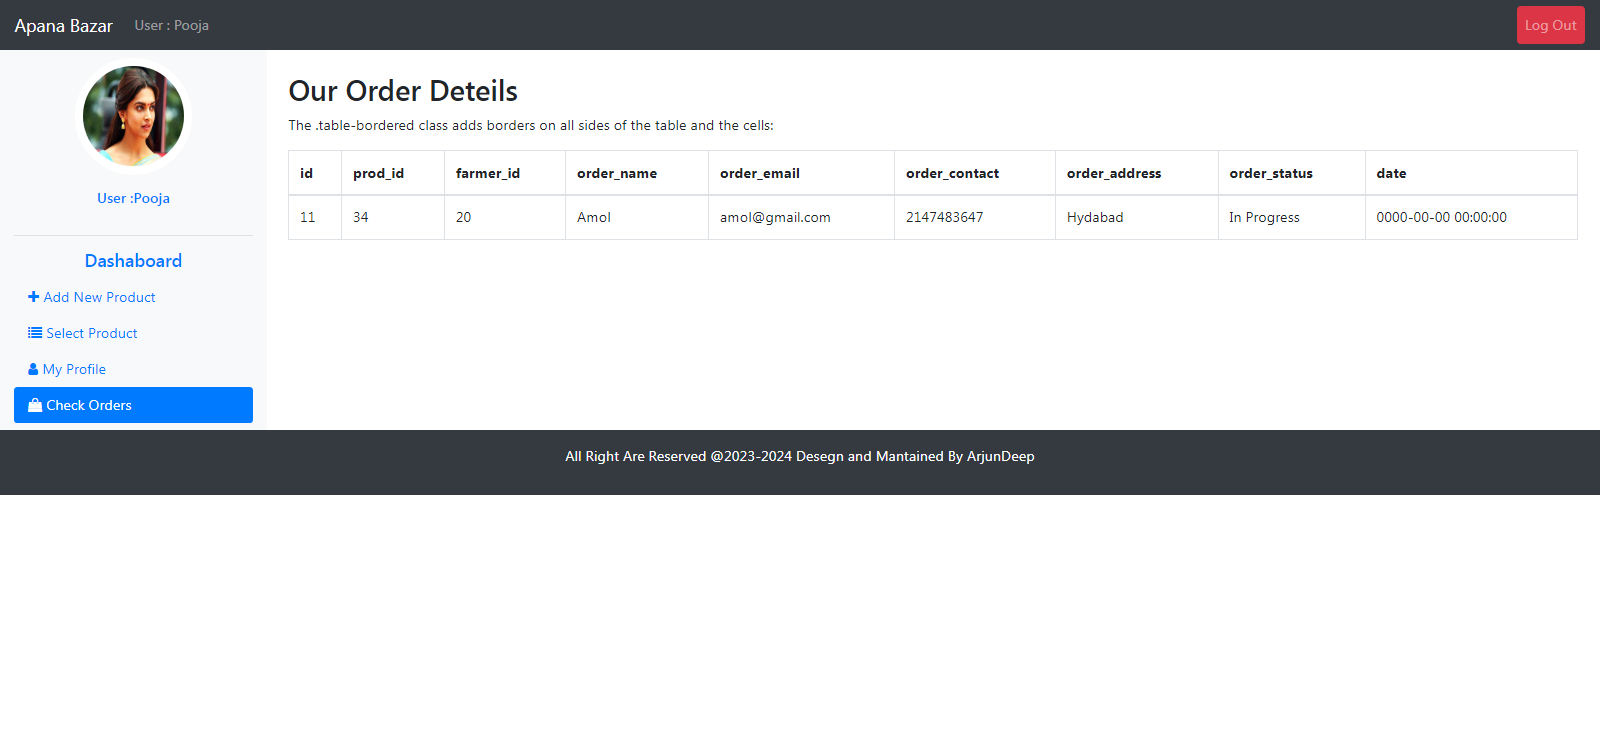 Apana Bazar User : Pooja Log Out
User :Pooja
Dashaboard
Add New Product
Select Product
My Profile
Check Orders
Our Order Deteils
The .table-bordered class adds borders on all sides of the table and the cells:
id prod_id farmer_id order_name order_email order_contact order_address order_status date
11 34 20 Amol amol@gmail.com 2147483647 Hydabad In Progress 0000-00-00 00:00:00
All Right Are Reserved @2023-2024 Desegn and Mantained By ArjunDeep